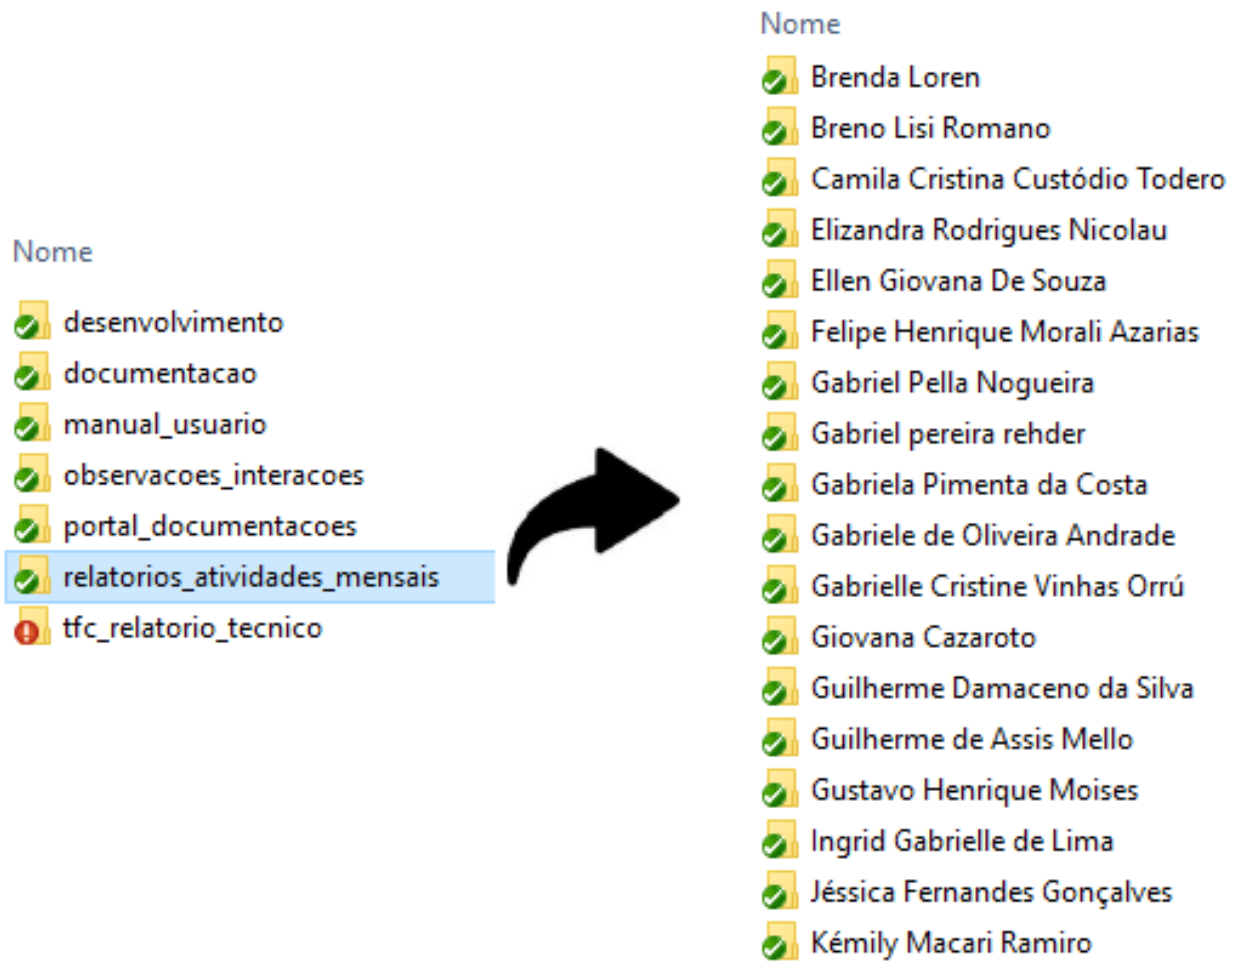 Nome
desenvolvimento
documentacao
manual_usuario
observacoes_interacoes
portal_documentacoes
relatorios_atividades_mensais
tfc_relatorio_tecnico
Nome
Brenda Loren
Breno Lisi Romano
Camila Cristina Custódio Todero
Elizandra Rodrigues Nicolau
Ellen Giovana De Souza
Felipe Henrique Morali Azarias
Gabriel Pella Nogueira
Gabriel pereira rehder
Gabriela Pimenta da Costa
Gabriele de Oliveira Andrade
Gabrielle Cristine Vinhas Orrú
Giovana Cazaroto
Guilherme Damaceno da Silva
Guilherme de Assis Mello
Gustavo Henrique Moises
Ingrid Gabrielle de Lima
Jéssica Fernandes Gonçalves
Kémily Macari Ramiro